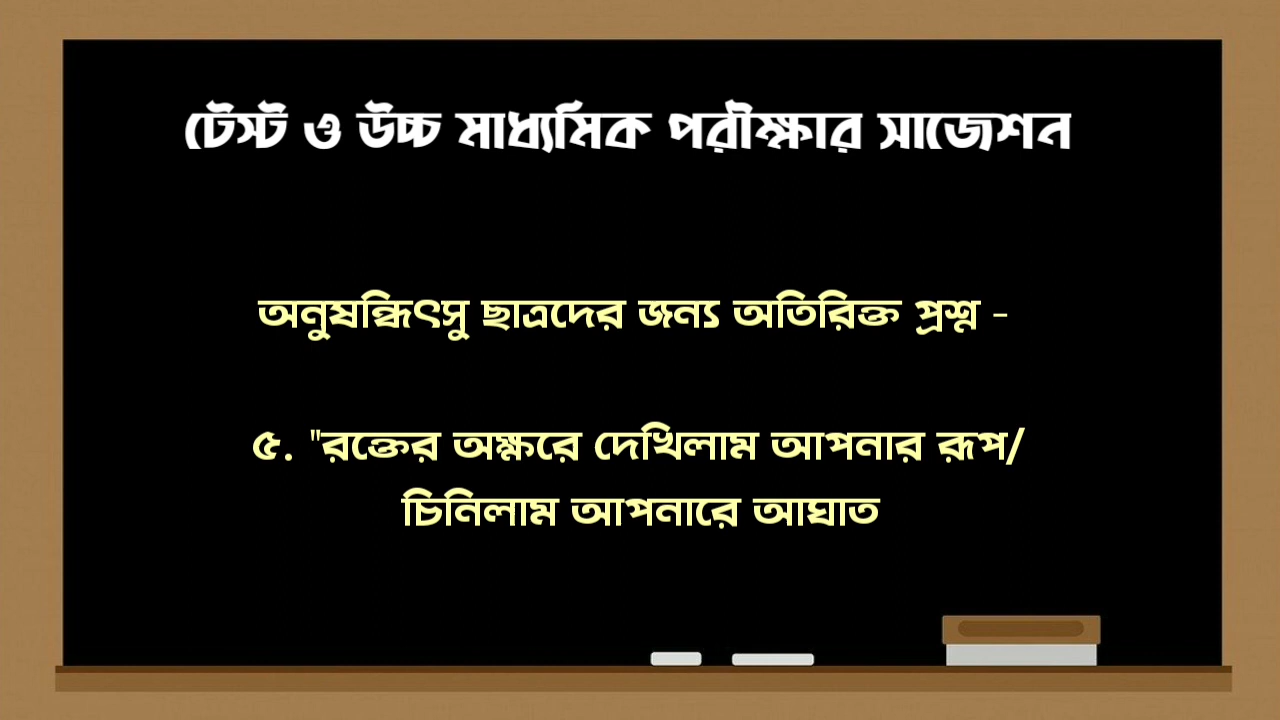 টেস্ট ও উচ্চ মাধ্যমিক পরীক্ষার সাজেশন
অনুষন্ধিৎসু ছাত্রদের জন্য অতিরিক্ত প্রশ্ন -
৫. "রক্তের অক্ষরে দেখিলাম আপনার রূপ/
চিনিলাম আপনারে আঘাত